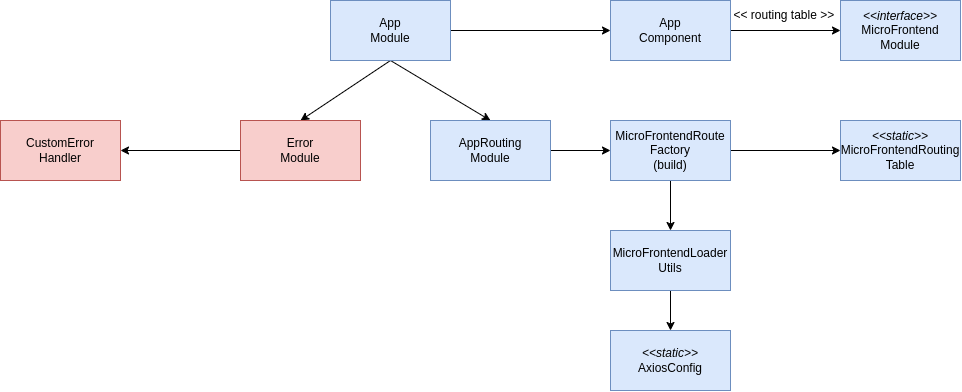 App
Module
App
Component
<< routing table >>
<<interface>>
MicroFrontend
Module
CustomError
Handler
Error
Module
AppRouting
Module
MicroFrontendRoute
Factory
(build)
<<static>>
MicroFrontendRouting
Table
MicroFrontendLoader
Utils
<<static>>
AxiosConfig